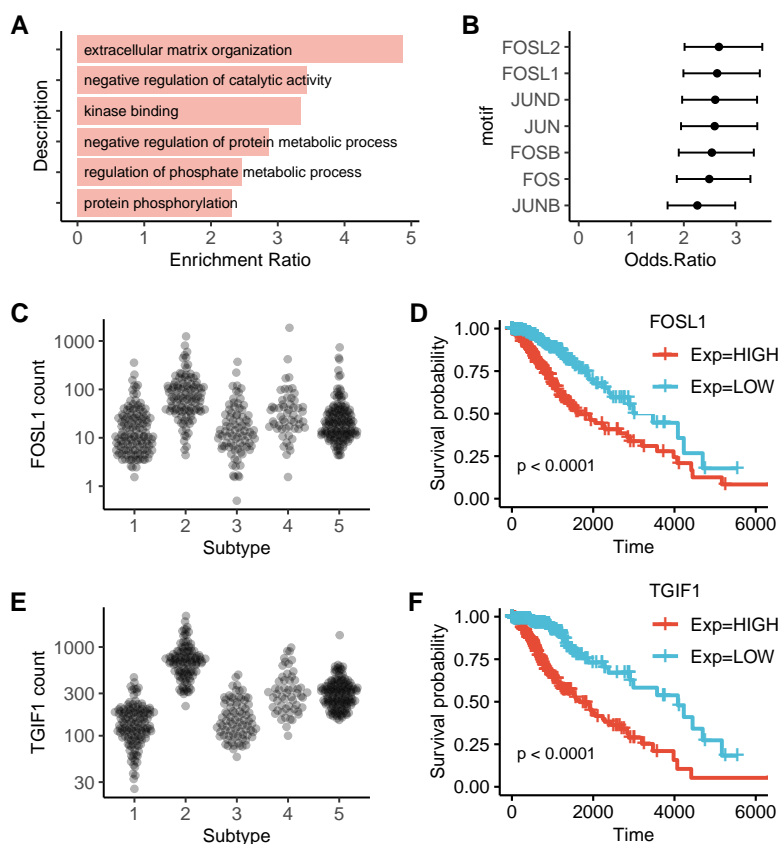 A
Description
extracellular matrix organization
negative regulation of catalytic activity
kinase binding
negative regulation of protein metabolic process
regulation of phosphate metabolic process
protein phosphorylation
0 1 2 3 4 5
Enrichment Ratio
B
motif
FOSL2
FOSL1
JUND
JUN
FOSB
FOS
JUNB
0 1 2 3
Odds.Ratio
C
FOSL1 count
1000
100
10
1
1 2 3 4 5
Subtype
D
FOSL1
Exp=HIGH
Exp=LOW
Survival probability
1.00
0.75
0.50
0.25
0.00
p < 0.0001
0 2000 4000 6000
Time
E
TGIF1 count
1000
300
100
30
1 2 3 4 5
Subtype
F
TGIF1
Exp=HIGH
Exp=LOW
Survival probability
1.00
0.75
0.50
0.25
0.00
p < 0.0001
0 2000 4000 6000
Time